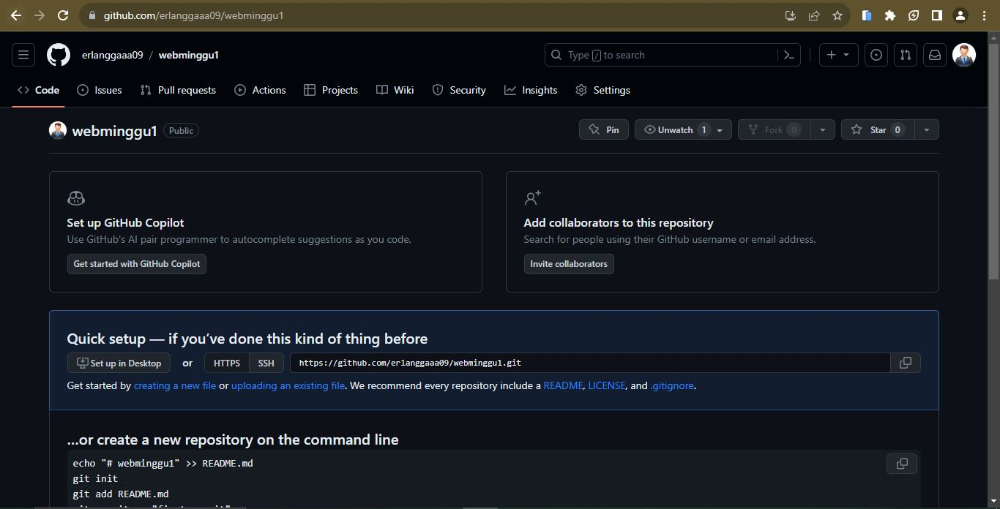 github.com/erlanggaaa09/webminggu1
erlanggaaa09 / webminggu1
Type / to search
Code Issues Pull requests Actions Projects Wiki Security Insights Settings
webminggu1 Public
Pin Unwatch 1 Fork 0 Star 0
Set up GitHub Copilot
Use GitHub's AI pair programmer to autocomplete suggestions as you code.
Get started with GitHub Copilot
Add collaborators to this repository
Search for people using their GitHub username or email address.
Invite collaborators
Quick setup — if you’ve done this kind of thing before
Set up in Desktop or HTTPS SSH https://github.com/erlanggaaa09/webminggu1.git
Get started by creating a new file or uploading an existing file. We recommend every repository include a README, LICENSE, and .gitignore.
…or create a new repository on the command line
echo "# webminggu1" >> README.md
git init
git add README.md